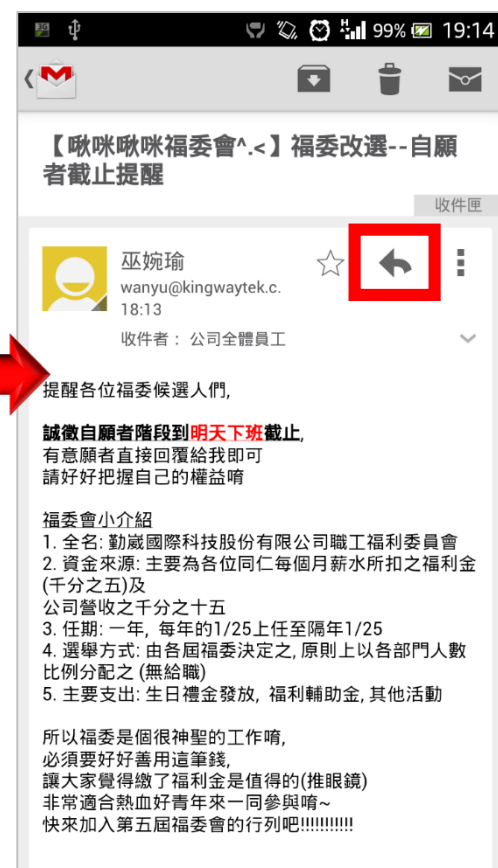 99% 19:14
【啾咪啾咪福委會^.<】福委改選--自願
者截止提醒
收件匣
巫婉瑜
wanyu@kingwaytek.c.
18:13
收件者： 公司全體員工
提醒各位福委候選人們,
誠徵自願者階段到明天下班截止,
有意願者直接回覆給我即可
請好好把握自己的權益唷
福委會小介紹
1. 全名: 勤崴國際科技股份有限公司職工福利委員會
2. 資金來源: 主要為各位同仁每個月薪水所扣之福利金
(千分之五)及
公司營收之千分之十五
3. 任期: 一年, 每年的1/25上任至隔年1/25
4. 選舉方式: 由各屆福委決定之, 原則上以各部門人數
比例分配之 (無給職)
5. 主要支出: 生日禮金發放, 福利輔助金, 其他活動
所以福委是個很神聖的工作唷,
必須要好好善用這筆錢,
讓大家覺得繳了福利金是值得的(推眼鏡)
非常適合熱血好青年來一同參與唷~
快來加入第五屆福委會的行列吧!!!!!!!!!!!